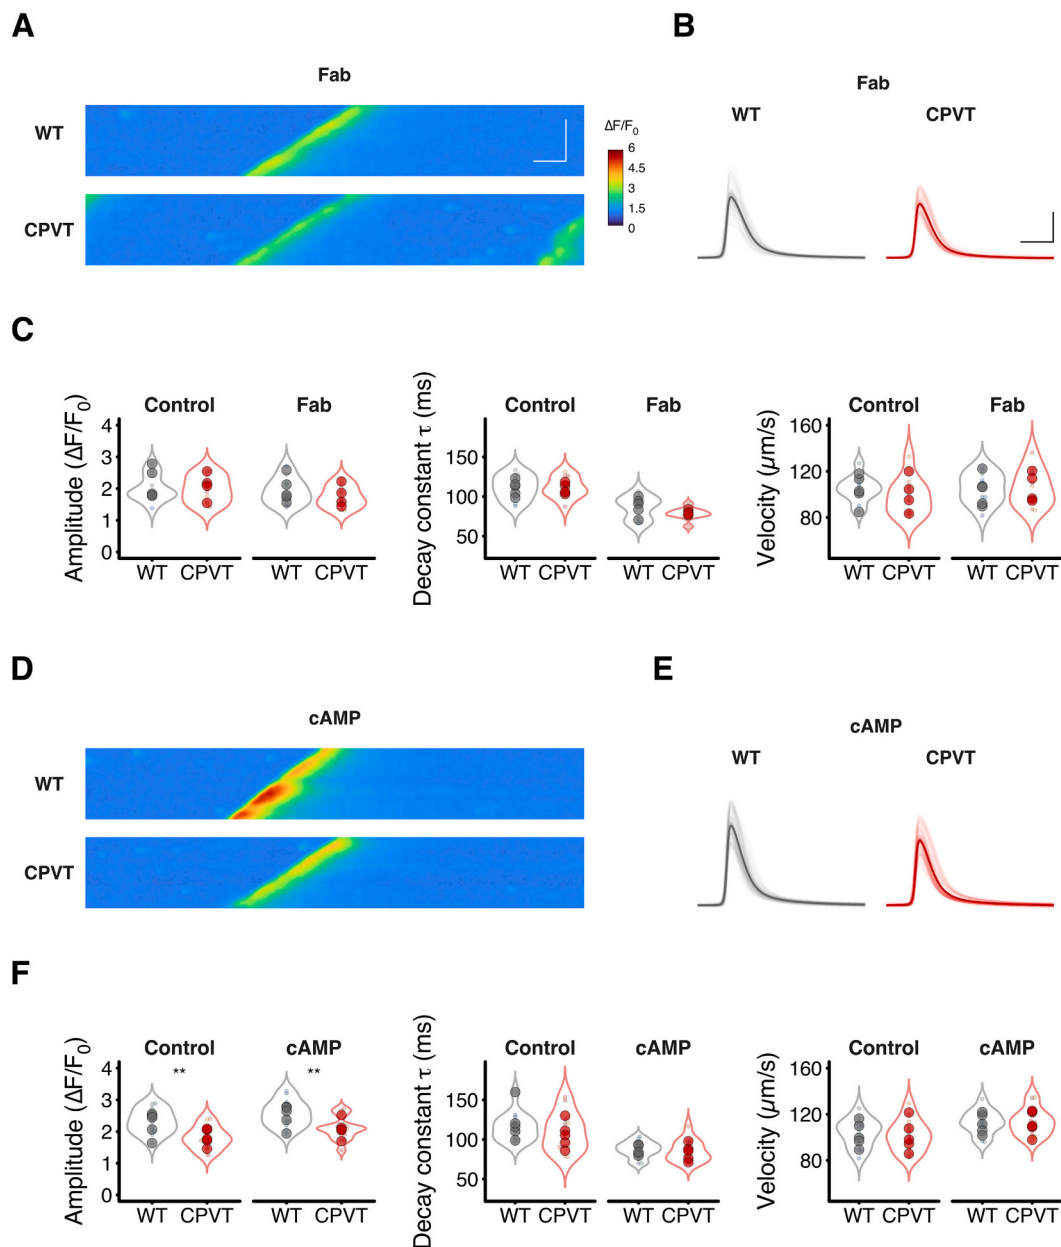 A
B
Fab
Fab
WT
CPVT
WT
ΔF/F0
6
4.5
3
1.5
0
CPVT
C
Amplitude (ΔF/F0)
Control
Fab
4
3
2
1
0
WT CPVT
WT CPVT
Decay constant τ (ms)
Control
Fab
150
100
50
WT CPVT
WT CPVT
Velocity (µm/s)
Control
Fab
160
120
80
WT CPVT
WT CPVT
D
E
cAMP
cAMP
WT
CPVT
WT
CPVT
F
Amplitude (ΔF/F0)
Control
cAMP
**
**
4
3
2
1
0
WT CPVT
WT CPVT
Decay constant τ (ms)
Control
cAMP
150
100
50
WT CPVT
WT CPVT
Velocity (µm/s)
Control
cAMP
160
120
80
WT CPVT
WT CPVT